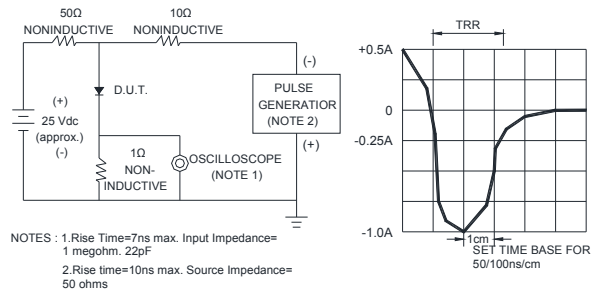 50Ω
NONINDUCTIVE
10Ω
NONINDUCTIVE
(+)
25 Vdc
(approx.)
(-)
D.U.T.
1Ω
NON-
INDUCTIVE
OSCILLOSCOPE
(NOTE 1)
(-)
PULSE
GENERATIOR
(NOTE 2)
(+)
NOTES : 1.Rise Time=7ns max. Input Impedance=
1 megohm. 22pF
2.Rise time=10ns max. Source Impedance=
50 ohms
TRR
+0.5A
0
-0.25A
-1.0A
1cm
SET TIME BASE FOR
50/100ns/cm